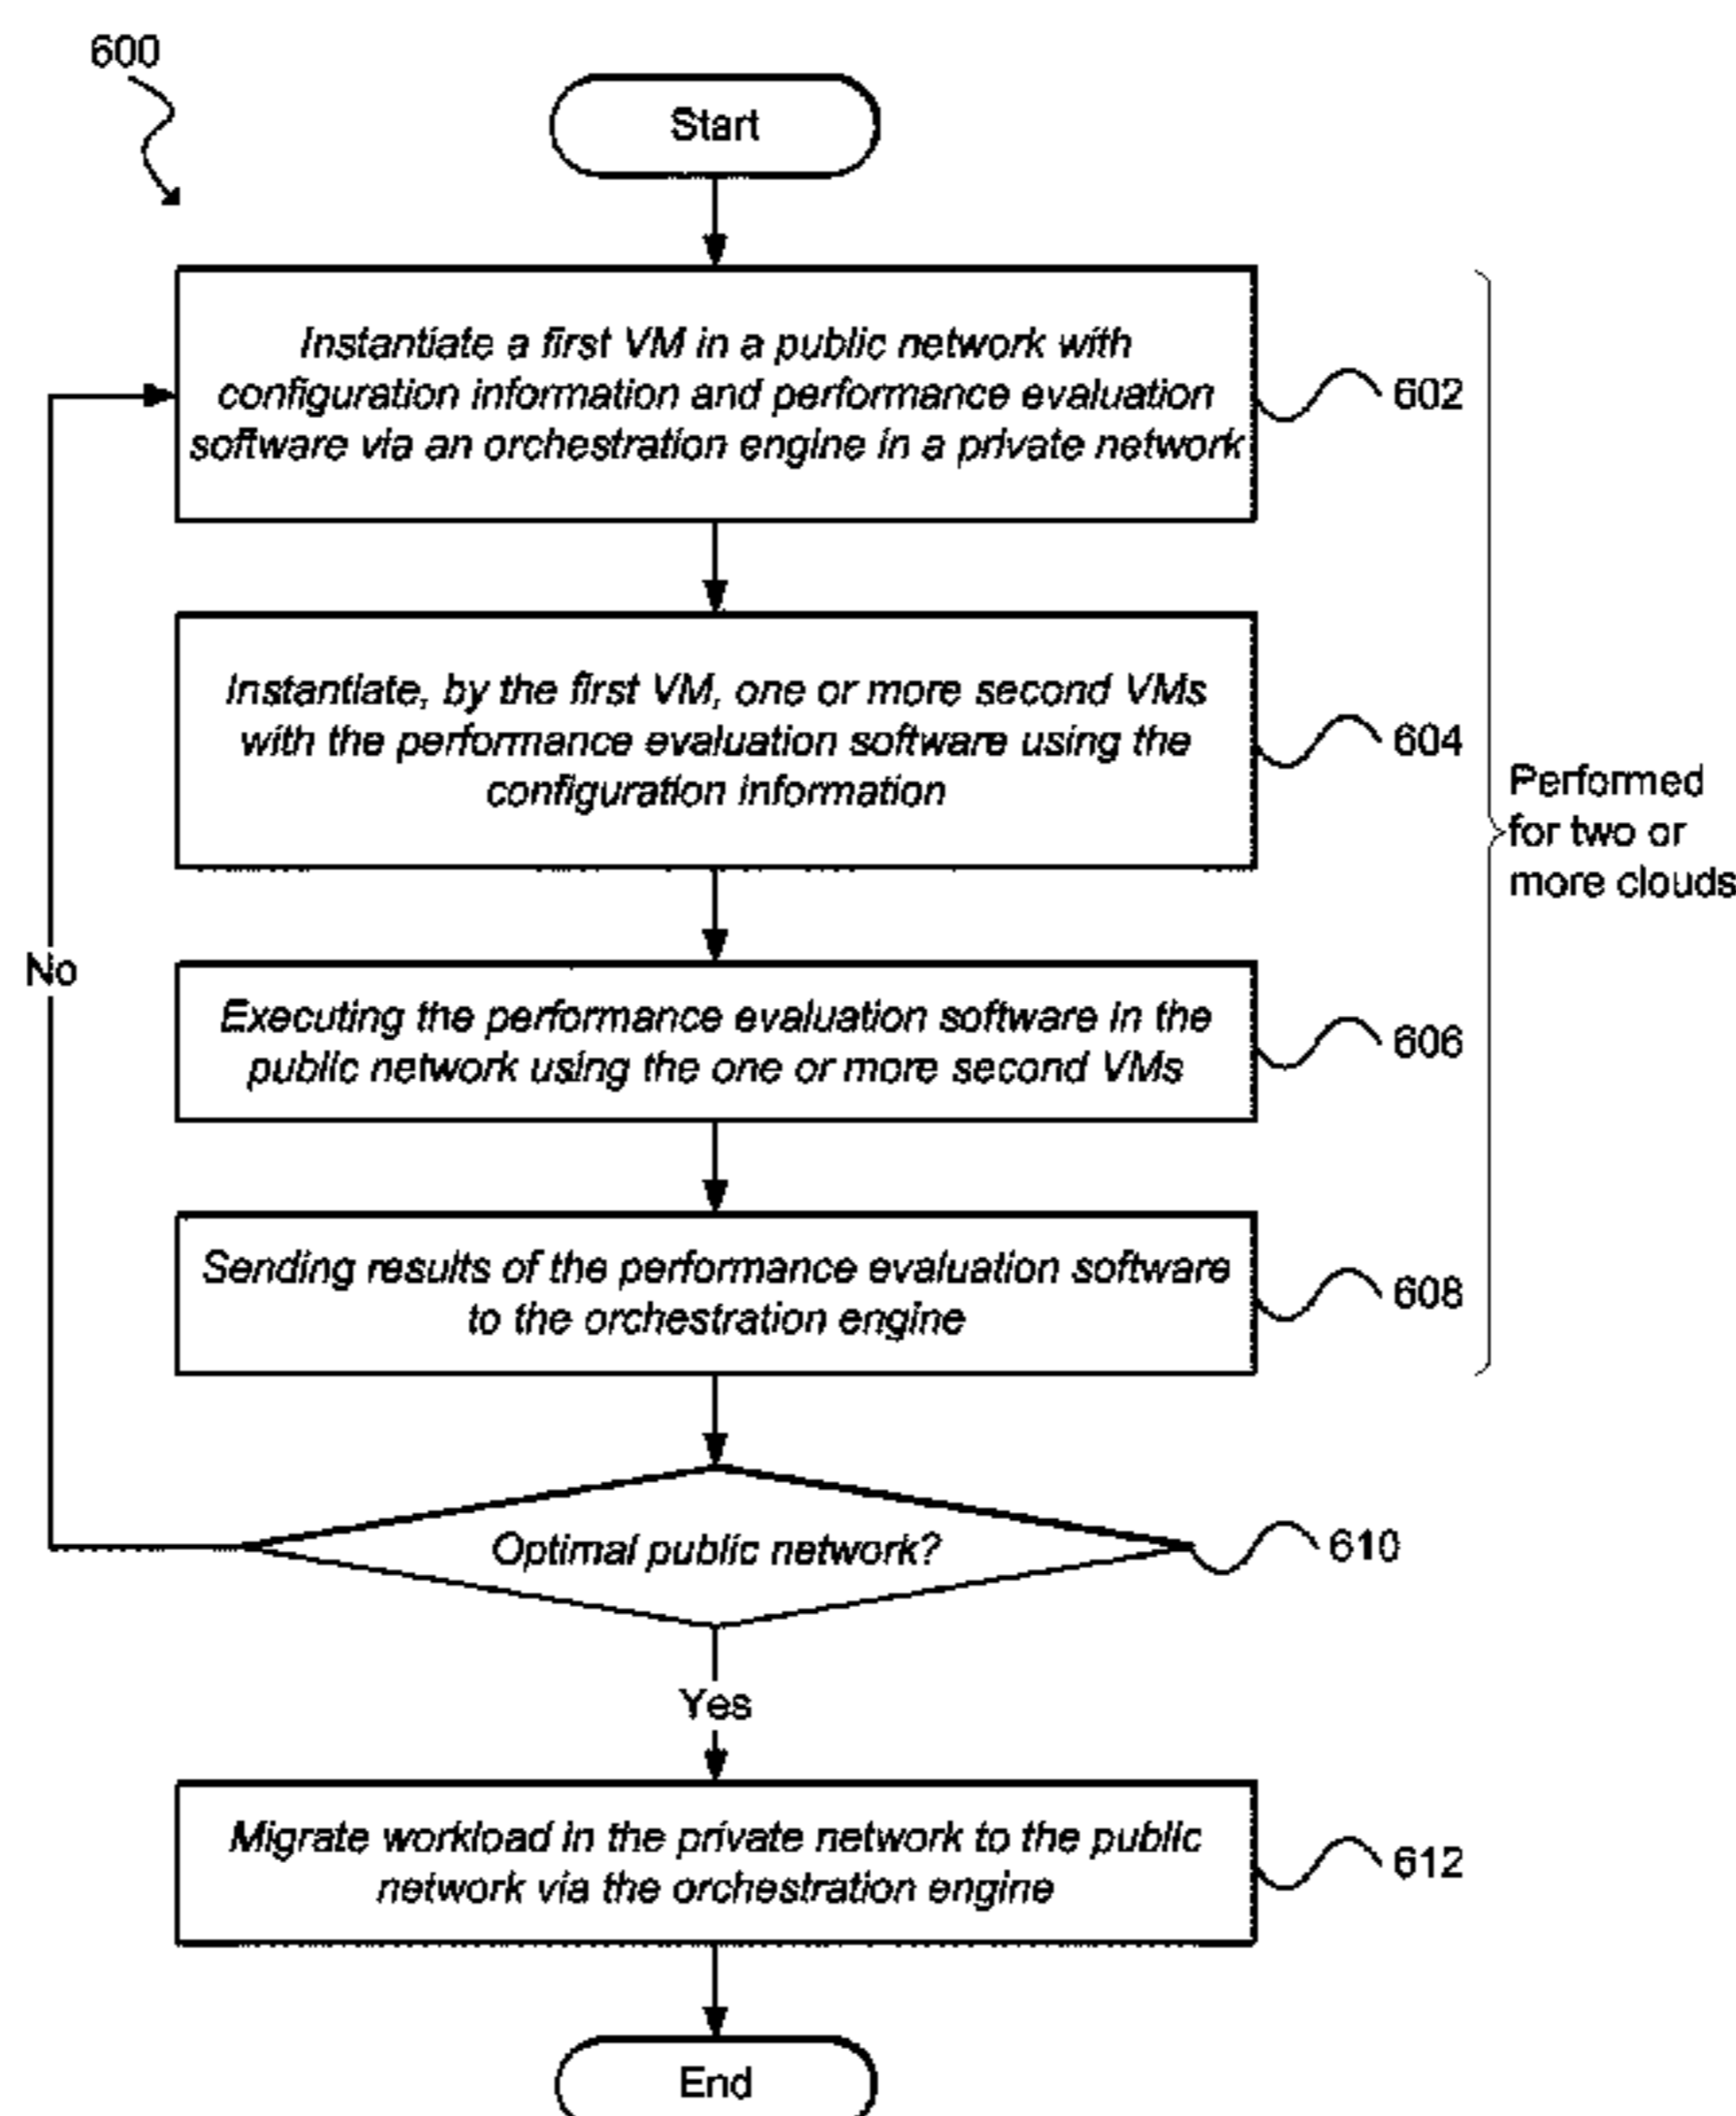 600
Start
Instantiate a first VM in a public network with
configuration information and performance evaluation
software via an orchestration engine in a private network
602
Instantiate, by the first VM, one or more second VMs
with the performance evaluation software using the
configuration information
604
Performed
for two or
more clouds
No
Executing the performance evaluation software in the
public network using the one or more second VMs
606
Sending results of the performance evaluation software
to the orchestration engine
608
Optimal public network?
610
Yes
Migrate workload in the private network to the public
network via the orchestration engine
612
End